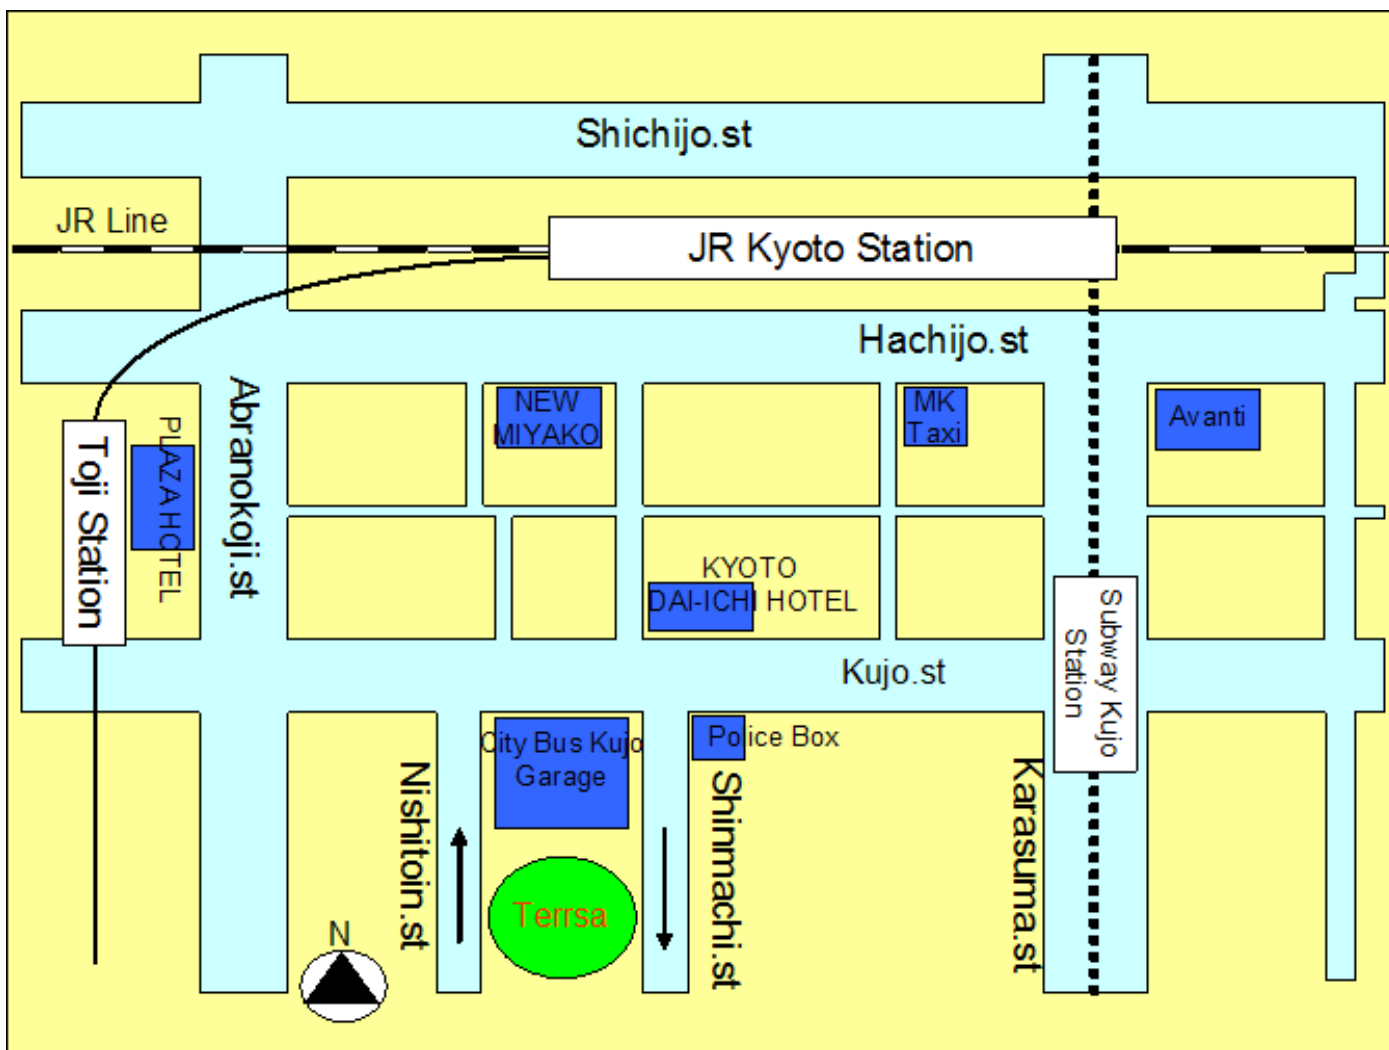 Shichijo.st
JR Line
JR Kyoto Station
Hachijo.st
Abranokoji.st
NEW
MIYAKO
MK
Taxi
Avanti
Toji Station
PLAZA HOTEL
KYOTO
DAI-ICHI HOTEL
Subway Kujo
Station
Kujo.st
City Bus Kujo
Garage
Police Box
Nishitoin.st
Shinmachi.st
Karasuma.st
Terrsa
N